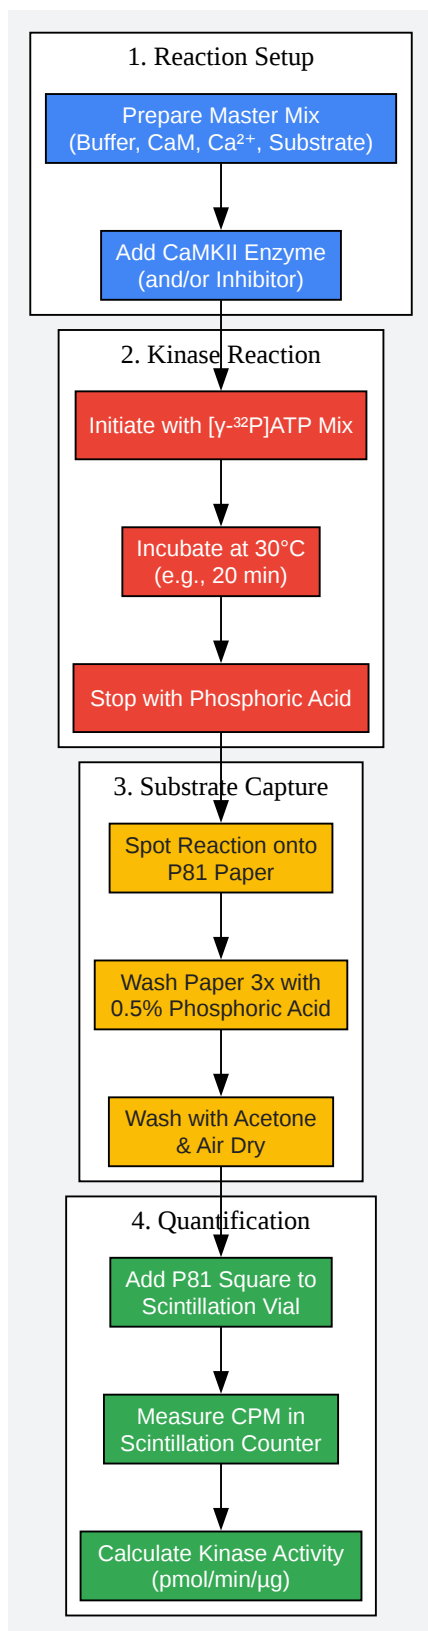 1. Reaction Setup
Prepare Master Mix
(Buffer, CaM, Ca²⁺, Substrate)
Add CaMKII Enzyme
(and/or Inhibitor)
2. Kinase Reaction
Initiate with [γ-³²P]ATP Mix
Incubate at 30°C
(e.g., 20 min)
Stop with Phosphoric Acid
3. Substrate Capture
Spot Reaction onto
P81 Paper
Wash Paper 3x with
0.5% Phosphoric Acid
Wash with Acetone
& Air Dry
4. Quantification
Add P81 Square to
Scintillation Vial
Measure CPM in
Scintillation Counter
Calculate Kinase Activity
(pmol/min/µg)